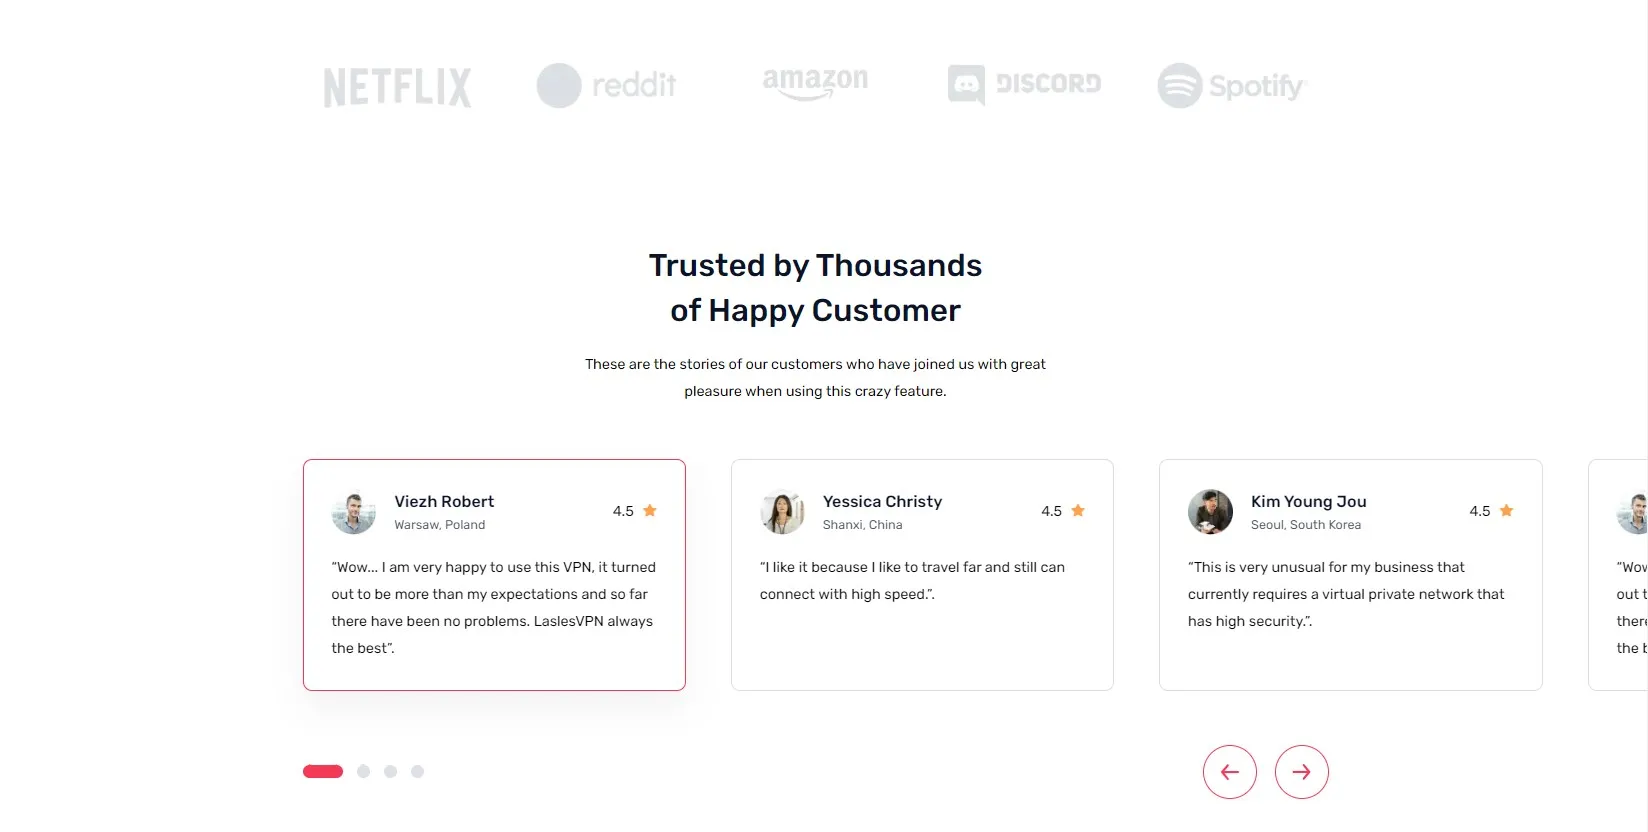 NETFLIX reddit amazon DISCORD Spotify
Trusted by Thousands
of Happy Customer
These are the stories of our customers who have joined us with great
pleasure when using this crazy feature.
Viezh Robert
Warsaw, Poland
4.5
“Wow... I am very happy to use this VPN, it turned
out to be more than my expectations and so far
there have been no problems. LaslesVPN always
the best”.
Yessica Christy
Shanxi, China
4.5
“I like it because I like to travel far and still can
connect with high speed.”.
Kim Young Jou
Seoul, South Korea
4.5
“This is very unusual for my business that
currently requires a virtual private network that
has high security.”.
“Wow
out t
there
the b